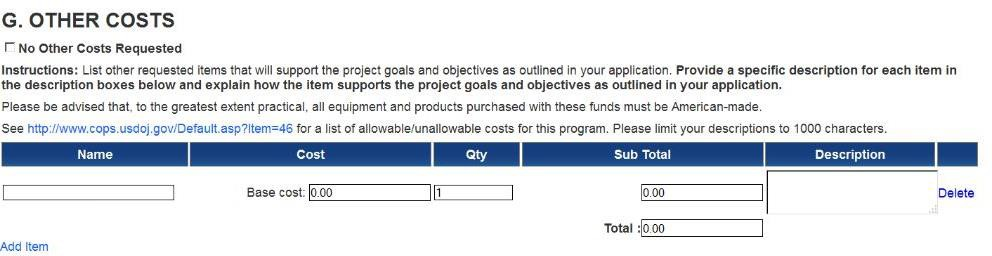 G. OTHER COSTS
No Other Costs Requested
Instructions: List other requested items that will support the project goals and objectives as outlined in your application. Provide a specific description for each item in
the description boxes below and explain how the item supports the project goals and objectives as outlined in your application.
Please be advised that, to the greatest extent practical, all equipment and products purchased with these funds must be American-made.
See http://www.cops.usdoj.gov/Default.asp?Item=46 for a list of allowable/unallowable costs for this program. Please limit your descriptions to 1000 characters.
Name Cost Qty Sub Total Description
Base cost: 0.00 1 0.00 Delete
Total : 0.00
Add Item